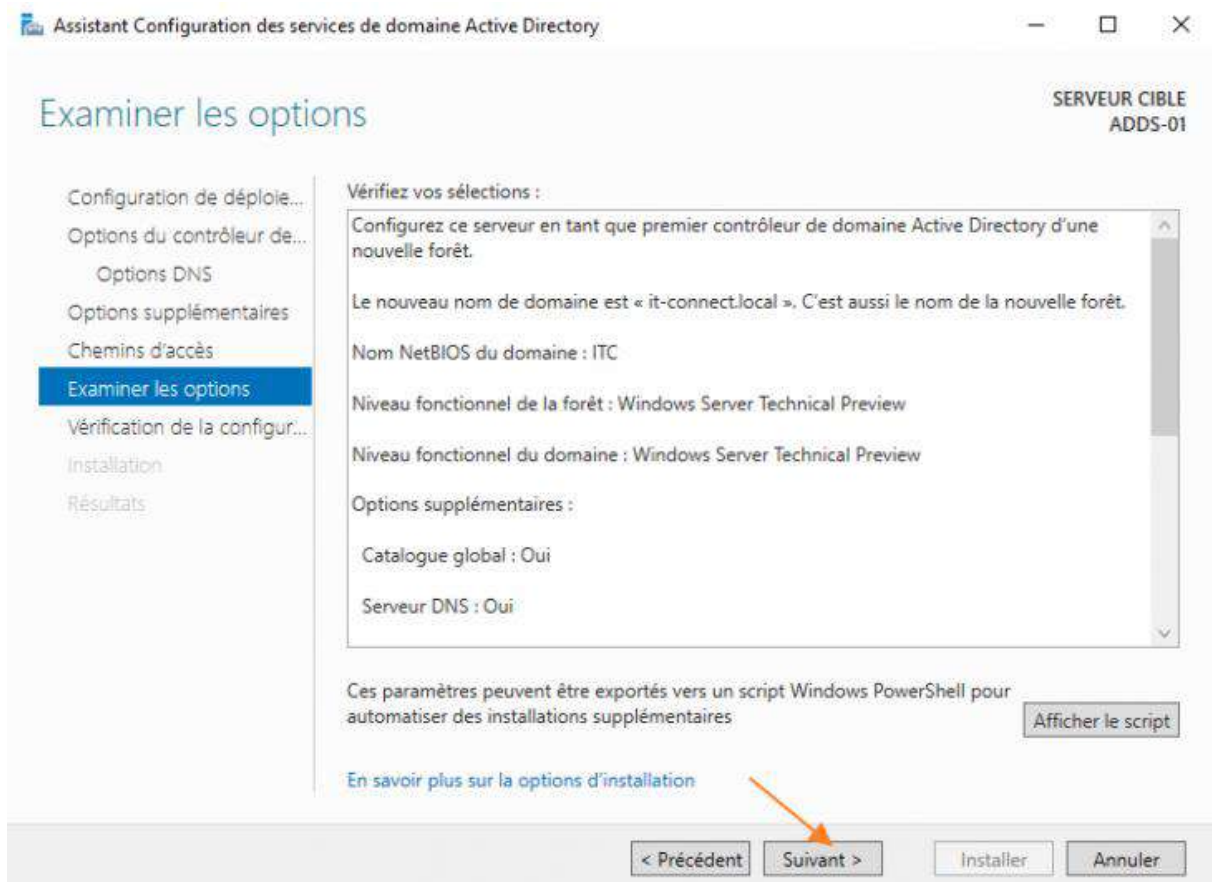 Assistant Configuration des services de domaine Active Directory
Examiner les options
SERVEUR CIBLE
ADDS-01
Configuration de déploie...
Options du contrôleur de...
Options DNS
Options supplémentaires
Chemins d'accès
Examiner les options
Vérification de la configur...
Installation
Résultats
Vérifiez vos sélections :
Configurez ce serveur en tant que premier contrôleur de domaine Active Directory d'une
nouvelle forêt.
Le nouveau nom de domaine est « it-connect.local ». C'est aussi le nom de la nouvelle forêt.
Nom NetBIOS du domaine : ITC
Niveau fonctionnel de la forêt : Windows Server Technical Preview
Niveau fonctionnel du domaine : Windows Server Technical Preview
Options supplémentaires :
Catalogue global : Oui
Serveur DNS : Oui
Ces paramètres peuvent être exportés vers un script Windows PowerShell pour
automatiser des installations supplémentaires
Afficher le script
En savoir plus sur la options d'installation
< Précédent
Suivant >
Installer
Annuler